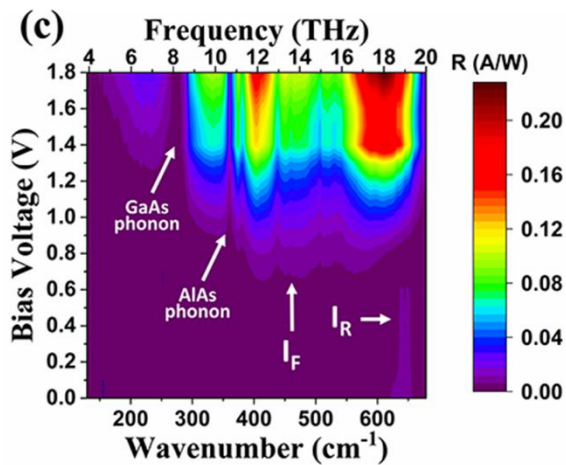 (c)
Frequency (THz)
4 6 8 10 12 14 16 18 20
R (A/W)
1.8
1.6
1.4
1.2
1.0
0.8
0.6
0.4
0.2
0.0
Bias Voltage (V)
GaAs
phonon
AlAs
phonon
I_F
I_R
0.20
0.16
0.12
0.08
0.04
0.00
200 300 400 500 600
Wavenumber (cm⁻¹)